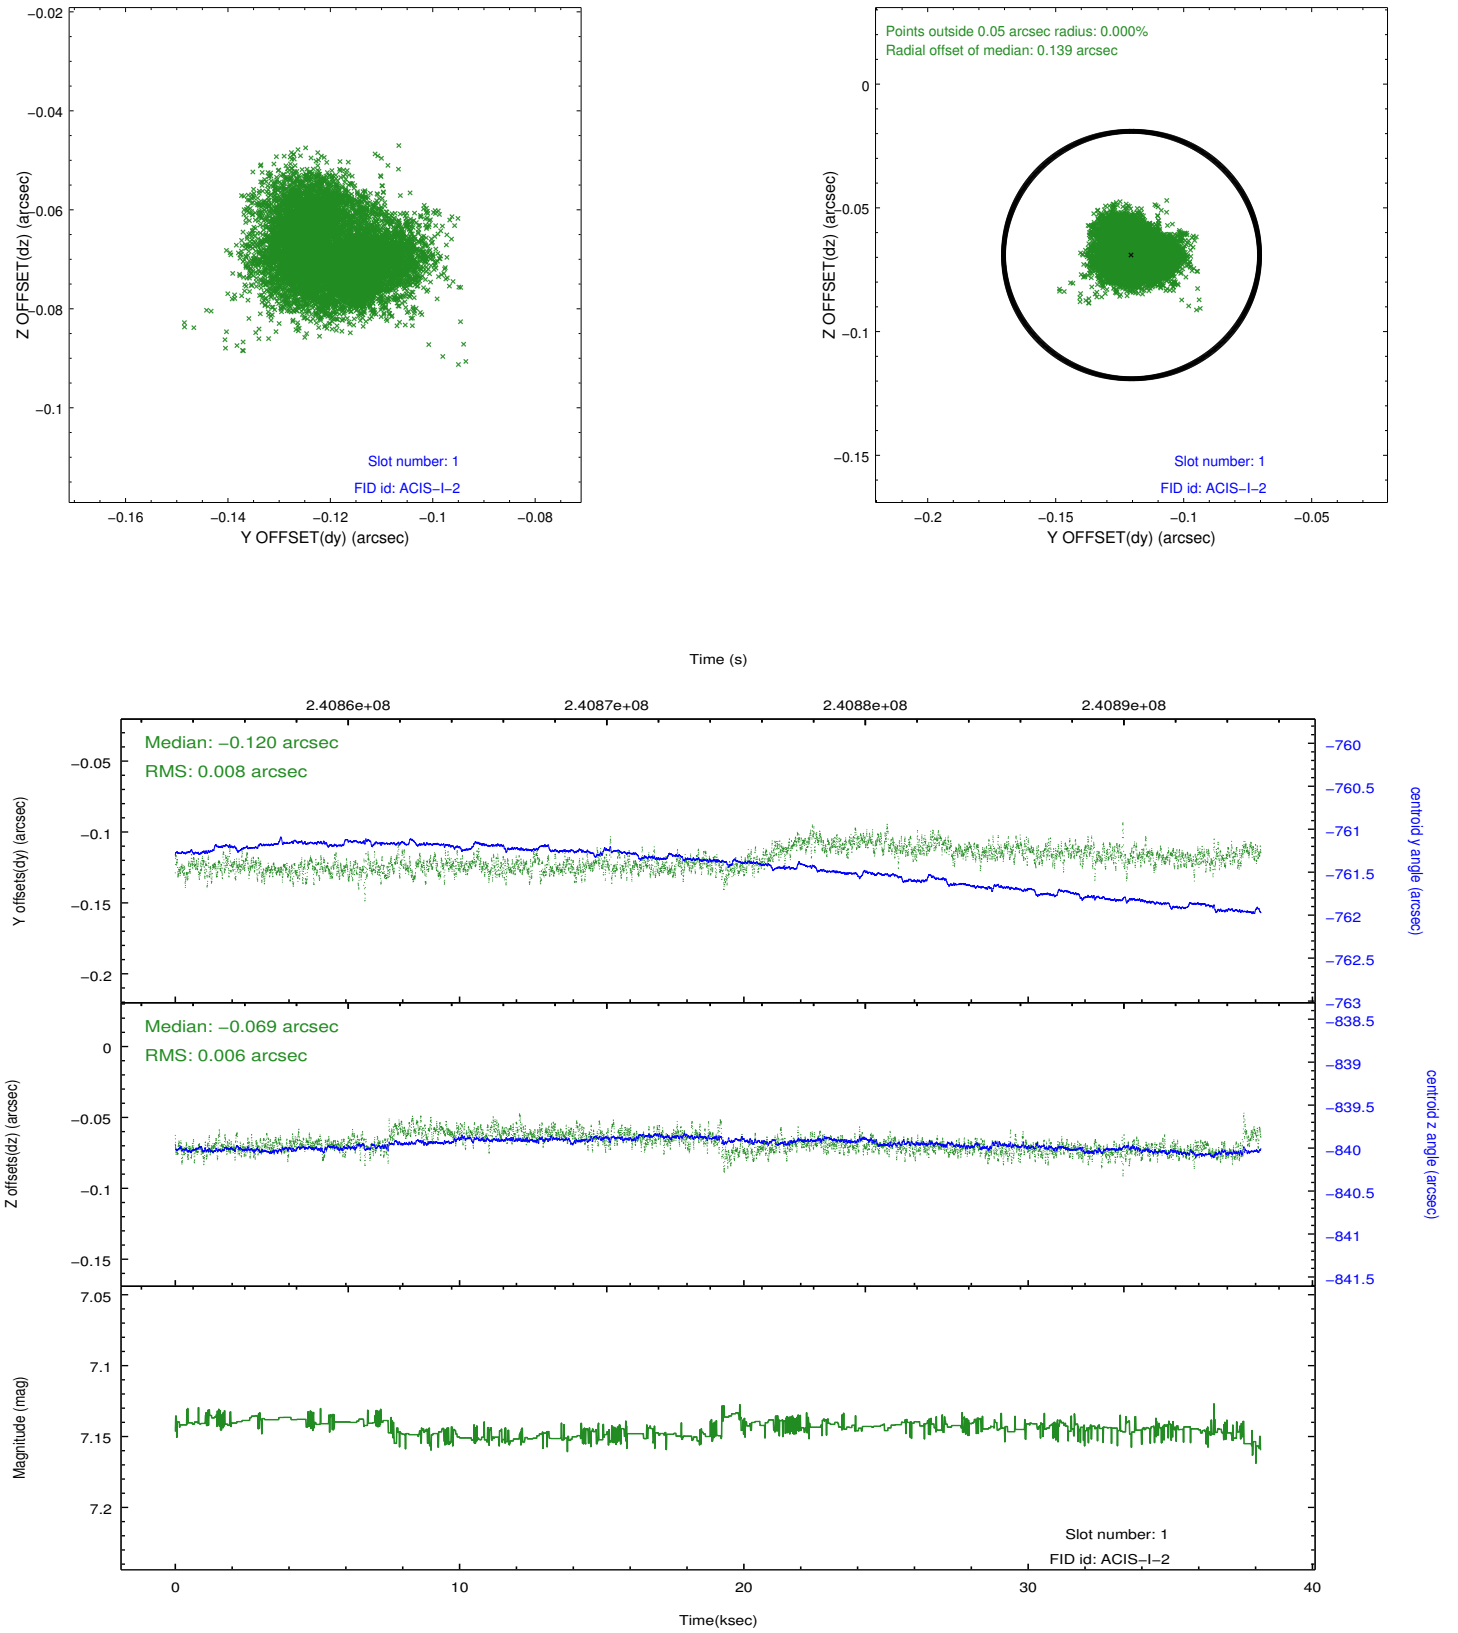 −0.02
−0.04
−0.06
−0.08
−0.1
Z OFFSET(dz) (arcsec)
Slot number: 1
FID id: ACIS−I−2
−0.16 −0.14 −0.12 −0.1 −0.08
Y OFFSET(dy) (arcsec)
Points outside 0.05 arcsec radius: 0.000%
Radial offset of median: 0.139 arcsec
0
−0.05
−0.1
−0.15
Z OFFSET(dz) (arcsec)
Slot number: 1
FID id: ACIS−I−2
−0.2 −0.15 −0.1 −0.05
Y OFFSET(dy) (arcsec)
Time (s)
2.4086e+08 2.4087e+08 2.4088e+08 2.4089e+08
Median: −0.120 arcsec
RMS: 0.008 arcsec
−0.05
−0.1
−0.15
−0.2
Y offsets(dy) (arcsec)
−760
−760.5
−761
−761.5
−762
−762.5
−763
centroid y angle (arcsec)
Median: −0.069 arcsec
RMS: 0.006 arcsec
0
−0.05
−0.1
−0.15
Z offsets(dz) (arcsec)
−838.5
−839
−839.5
−840
−840.5
−841
−841.5
centroid z angle (arcsec)
7.05
7.1
7.15
7.2
Magnitude (mag)
Slot number: 1
FID id: ACIS−I−2
0 10 20 30 40
Time(ksec)